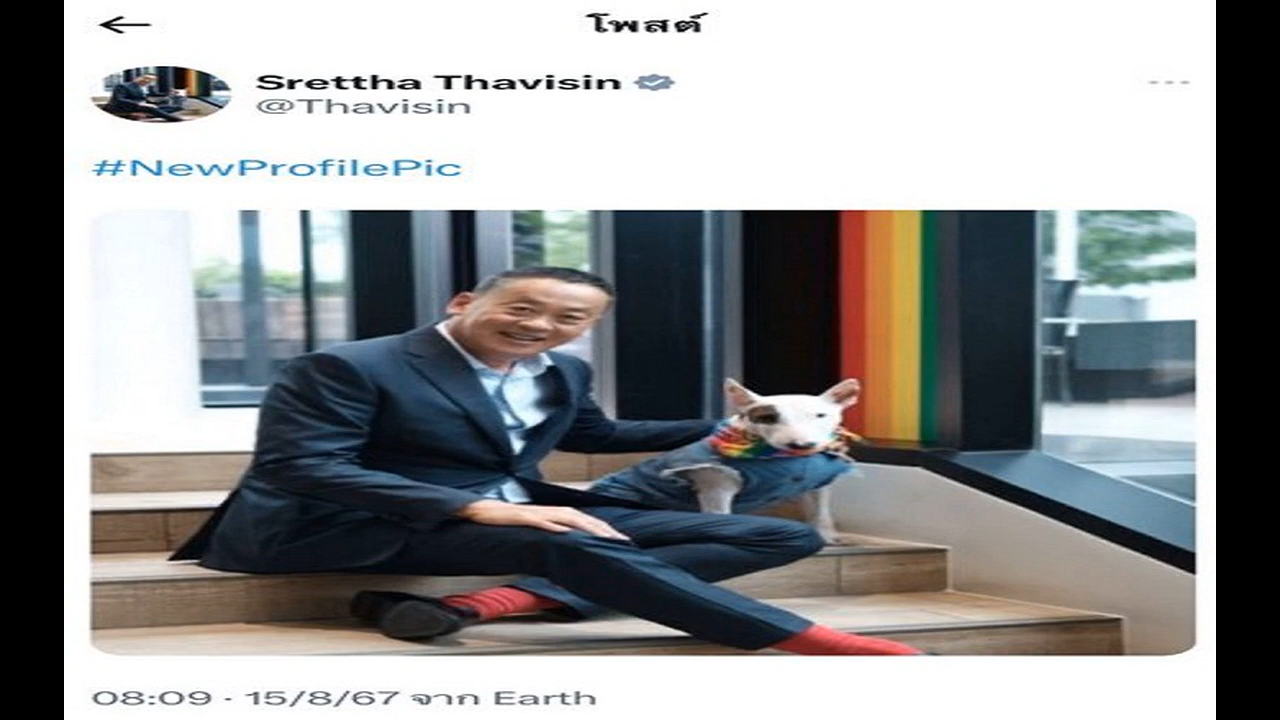 โพสต์
Srettha Thavisin
@Thavisin
#NewProfilePic
08:09 · 15/8/67 จาก Earth